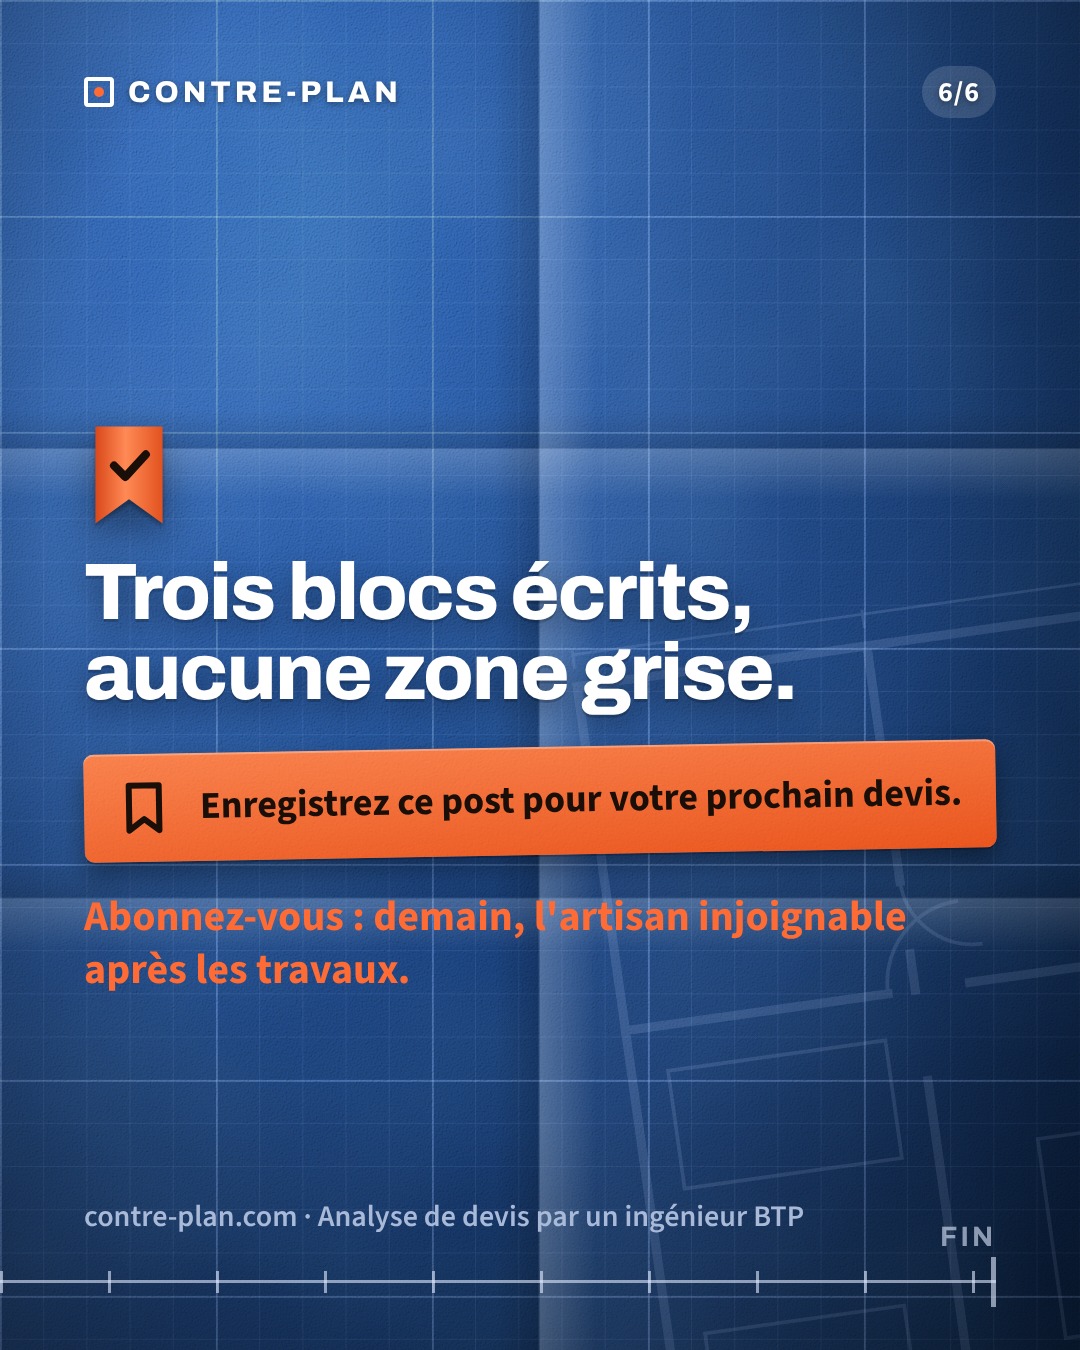 CONTRE-PLAN
6/6
Trois blocs écrits,
aucune zone grise.
Enregistrez ce post pour votre prochain devis.
Abonnez-vous : demain, l'artisan injoignable
après les travaux.
contre-plan.com · Analyse de devis par un ingénieur BTP
FIN